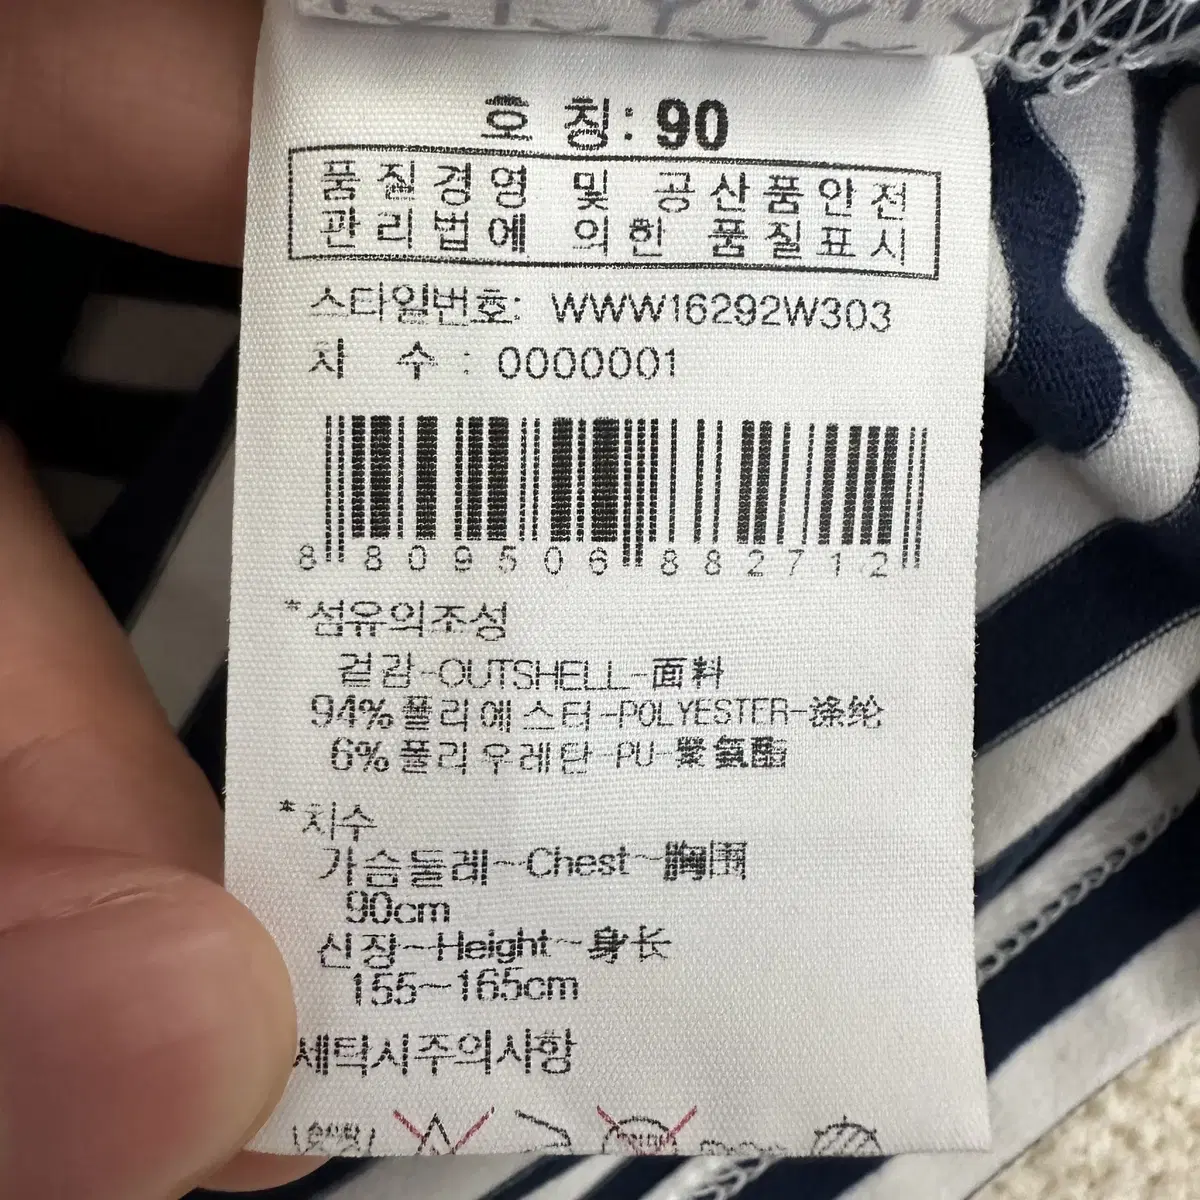 호 칭: 90
품질경영 및 공산품안전
관리법에 의한 품질표시
스타일번호: WWW16292W303
차 수 : 0000001
8 809506 882712
*섬유의조성
겉감-OUTSHELL-面料
94% 폴리에스터-POLYESTER-涤纶
6% 폴리우레탄-PU-聚氨酯
*치수
가슴둘레~Chest~胸围
90cm
신장~Height~身长
155~165cm
세탁시주의사항